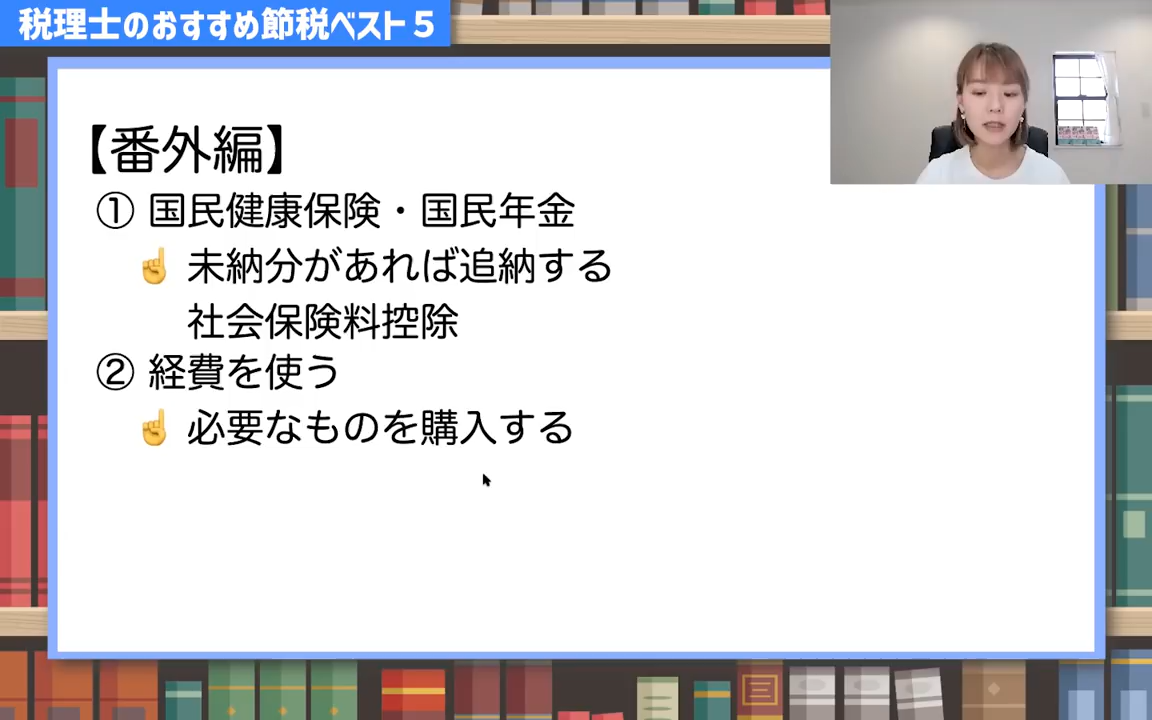 税理士のおすすめ節税ベスト５
【番外編】
① 国民健康保険・国民年金
☝ 未納分があれば追納する
社会保険料控除
② 経費を使う
☝ 必要なものを購入する